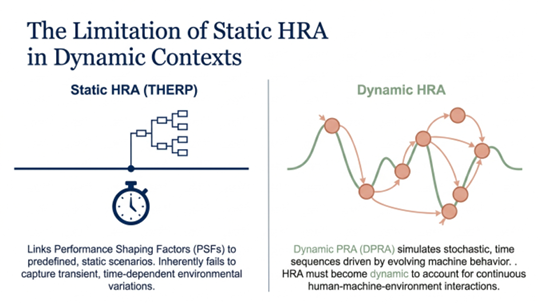 The Limitation of Static HRA
in Dynamic Contexts
Static HRA (THERP)
Links Performance Shaping Factors (PSFs) to
predefined, static scenarios. Inherently fails to
capture transient, time-dependent environmental
variations.
Dynamic HRA
Dynamic PRA (DPRA) simulates stochastic, time
sequences driven by evolving machine behavior. .
HRA must become dynamic to account for continuous
human-machine-environment interactions.